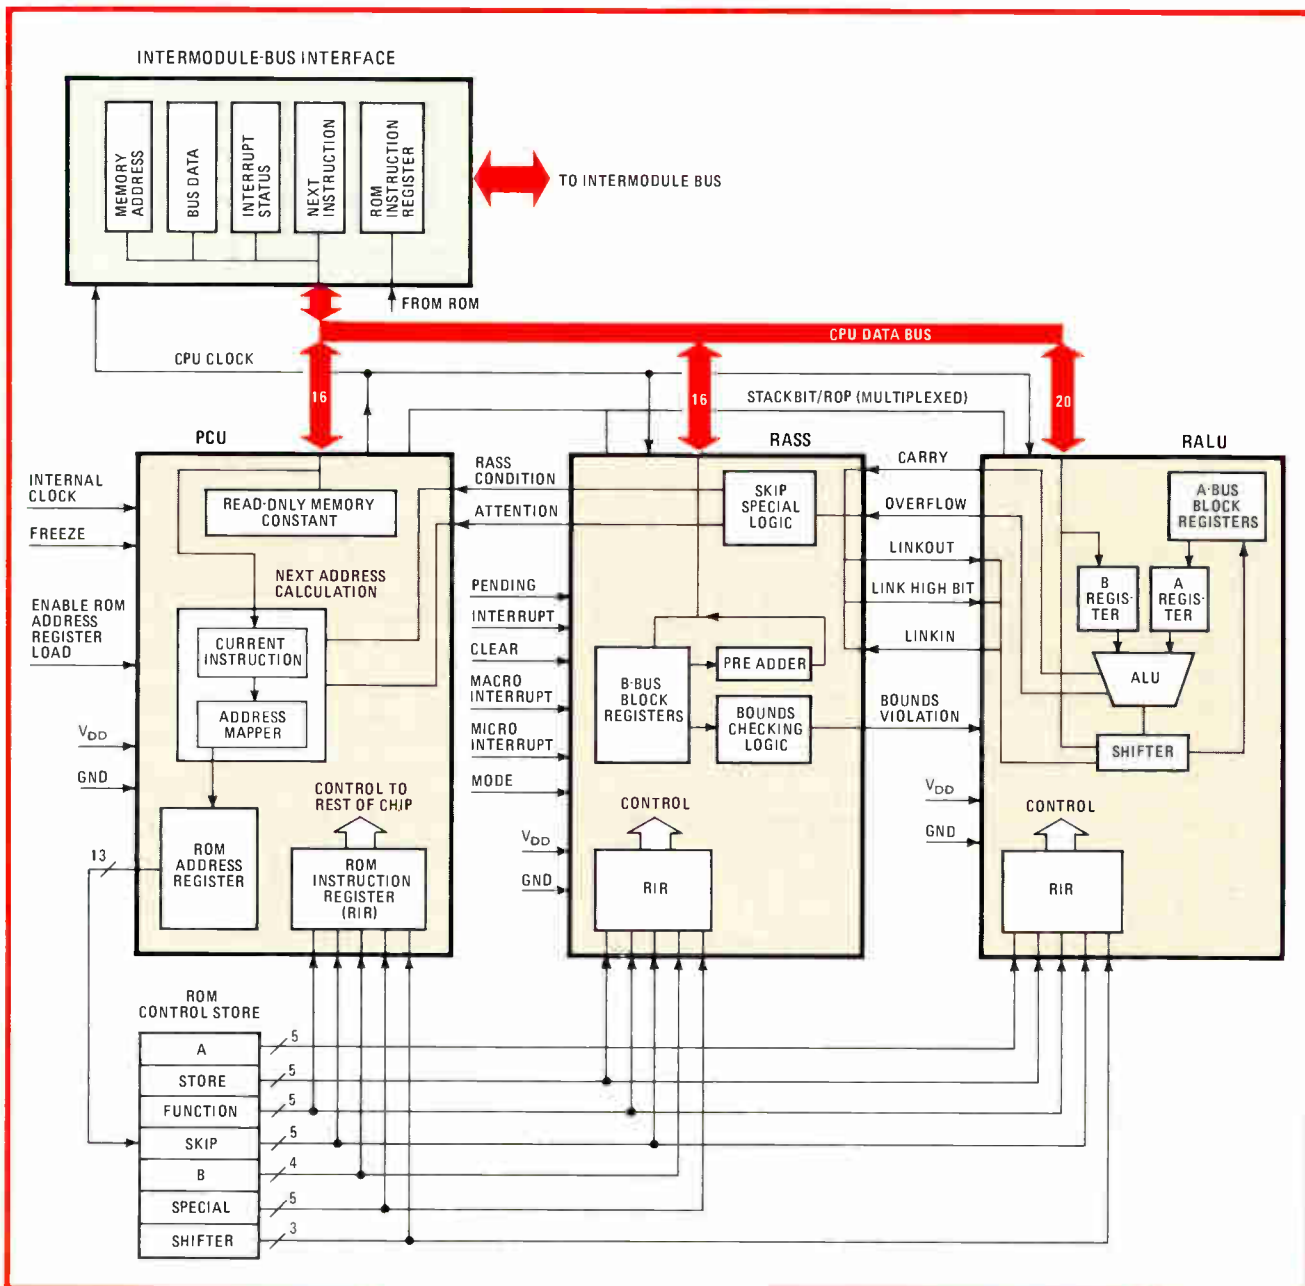 INTERMODULE-BUS INTERFACE
MEMORY
ADDRESS
BUS DATA
INTERRUPT
STATUS
NEXT
INSTRUCTION
ROM
INSTRUCTION
REGISTER
TO INTERMODULE BUS
FROM ROM
CPU DATA BUS
CPU CLOCK
16
16
20
STACKBIT/ROP (MULTIPLEXED)
PCU
RASS
RALU
INTERNAL
CLOCK
FREEZE
ENABLE ROM
ADDRESS
REGISTER
LOAD
VDD
GND
READ-ONLY MEMORY
CONSTANT
NEXT ADDRESS
CALCULATION
CURRENT
INSTRUCTION
ADDRESS
MAPPER
CONTROL TO
REST OF CHIP
ROM
ADDRESS
REGISTER
ROM
INSTRUCTION
REGISTER
(RIR)
13
RASS
CONDITION
ATTENTION
PENDING
INTERRUPT
CLEAR
MACRO
INTERRUPT
MICRO
INTERRUPT
MODE
VDD
GND
SKIP
SPECIAL
LOGIC
B-BUS
BLOCK
REGISTERS
PRE ADDER
BOUNDS
CHECKING
LOGIC
CONTROL
RIR
CARRY
OVERFLOW
LINKOUT
LINK HIGH BIT
LINKIN
BOUNDS
VIOLATION
VDD
GND
A-BUS
BLOCK
REGISTERS
B
REGIS-
TER
A
REGIS-
TER
ALU
SHIFTER
CONTROL
RIR
ROM
CONTROL STORE
A
5
STORE
5
FUNCTION
5
SKIP
5
B
4
SPECIAL
5
SHIFTER
3